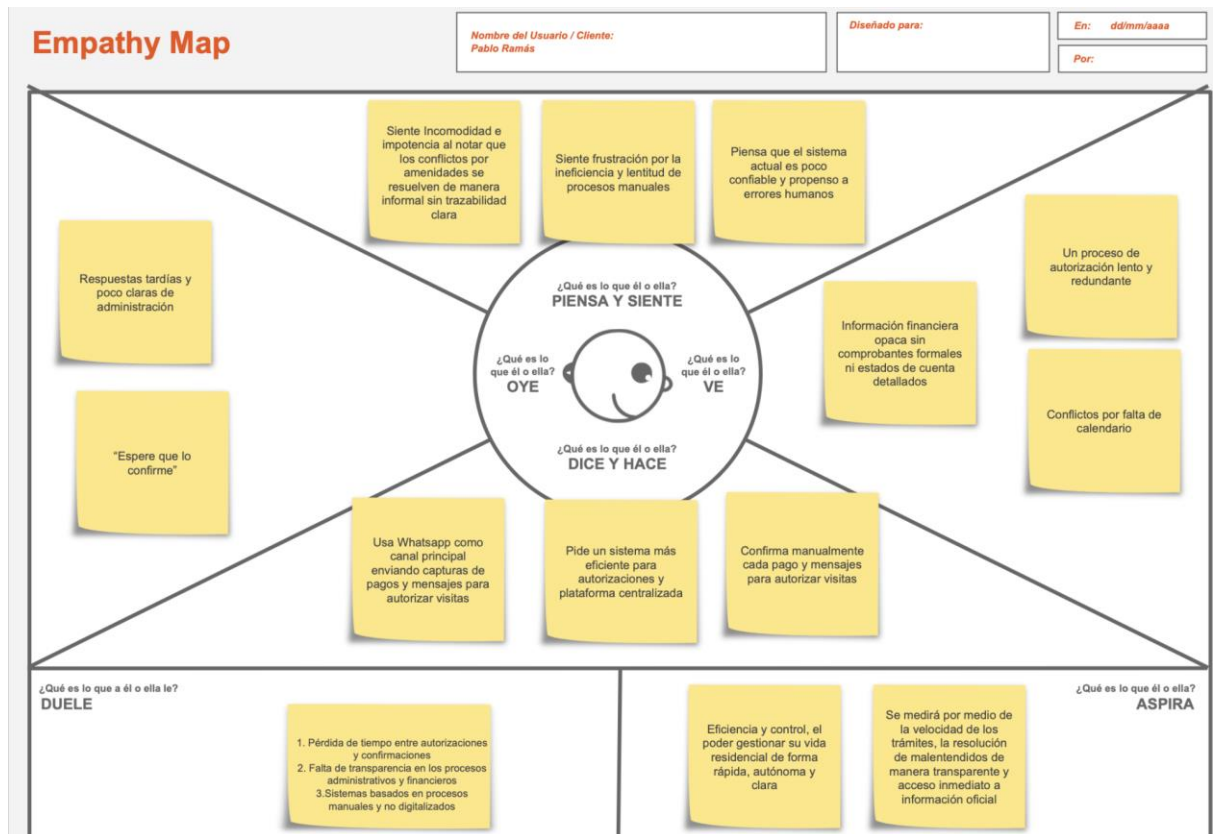 Empathy Map
Nombre del Usuario / Cliente:
Pablo Ramás
Diseñado para:
En: dd/mm/aaaa
Por:
Siente Incomodidad e
impotencia al notar que
los conflictos por
amenidades se
resuelven de manera
informal sin trazabilidad
clara
Siente frustración por la
ineficiencia y lentitud de
procesos manuales
Piensa que el sistema
actual es poco
confiable y propenso a
errores humanos
Respuestas tardías y
poco claras de
administración
"Espere que lo
confirme"
¿Qué es lo que él o ella?
PIENSA Y SIENTE
¿Qué es lo
que él o ella?
OYE
¿Qué es lo
que él o ella?
VE
¿Qué es lo que él o ella?
DICE Y HACE
Información financiera
opaca sin
comprobantes formales
ni estados de cuenta
detallados
Un proceso de
autorización lento y
redundante
Conflictos por falta de
calendario
Usa Whatsapp como
canal principal
enviando capturas de
pagos y mensajes para
autorizar visitas
Pide un sistema más
eficiente para
autorizaciones y
plataforma centralizada
Confirma manualmente
cada pago y mensajes
para autorizar visitas
¿Qué es lo que a él o ella le?
DUELE
1. Pérdida de tiempo entre autorizaciones
y confirmaciones
2. Falta de transparencia en los procesos
administrativos y financieros
3.Sistemas basados en procesos
manuales y no digitalizados
Eficiencia y control, el
poder gestionar su vida
residencial de forma
rápida, autónoma y
clara
Se medirá por medio de
la velocidad de los
trámites, la resolución
de malentendidos de
manera transparente y
acceso inmediato a
información oficial
¿Qué es lo que él o ella?
ASPIRA